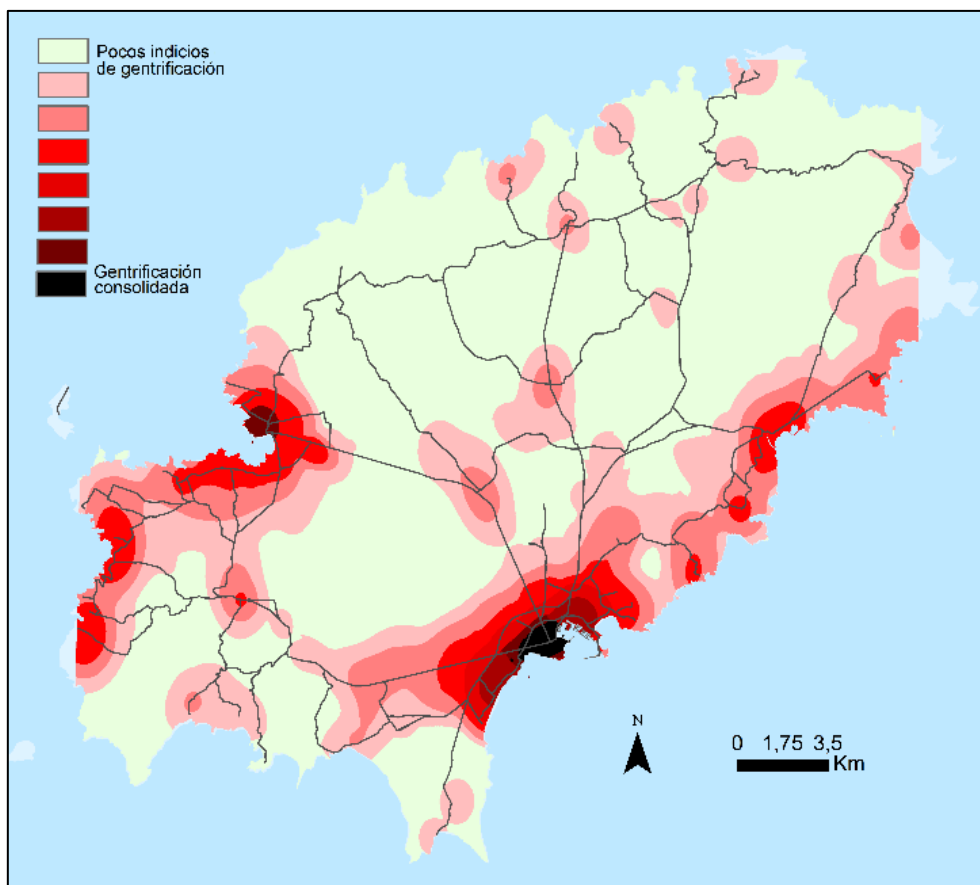 Pocos indicios
de gentrificación
Gentrificación
consolidada
N
0 1,75 3,5
Km